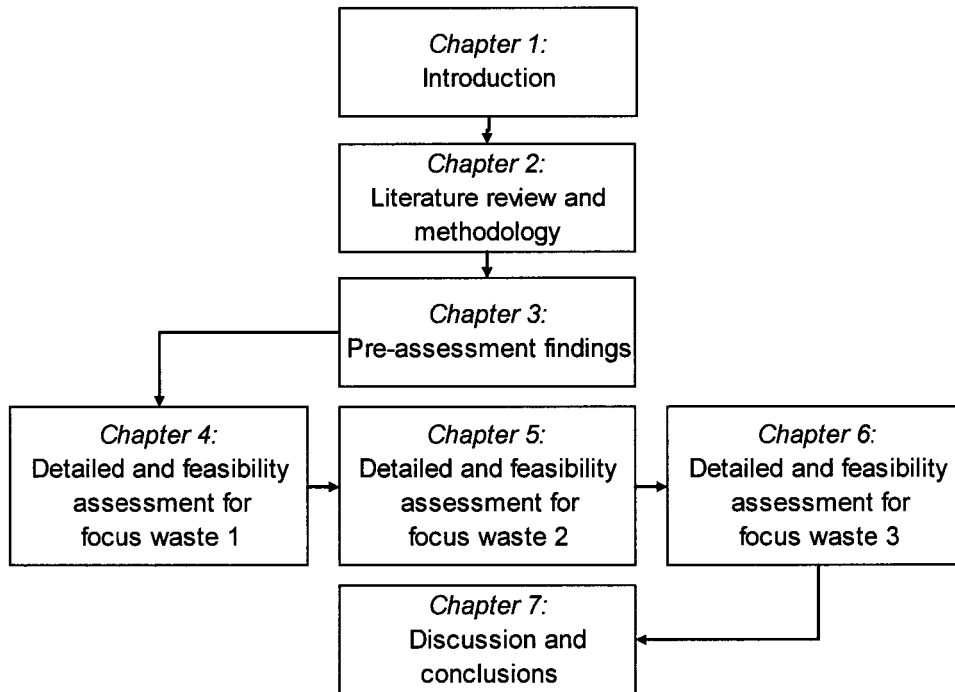 Chapter 1:
Introduction
Chapter 2:
Literature review and
methodology
Chapter 3:
Pre-assessment findings
Chapter 4:
Detailed and feasibility
assessment for
focus waste 1
Chapter 5:
Detailed and feasibility
assessment for
focus waste 2
Chapter 6:
Detailed and feasibility
assessment for
focus waste 3
Chapter 7:
Discussion and
conclusions